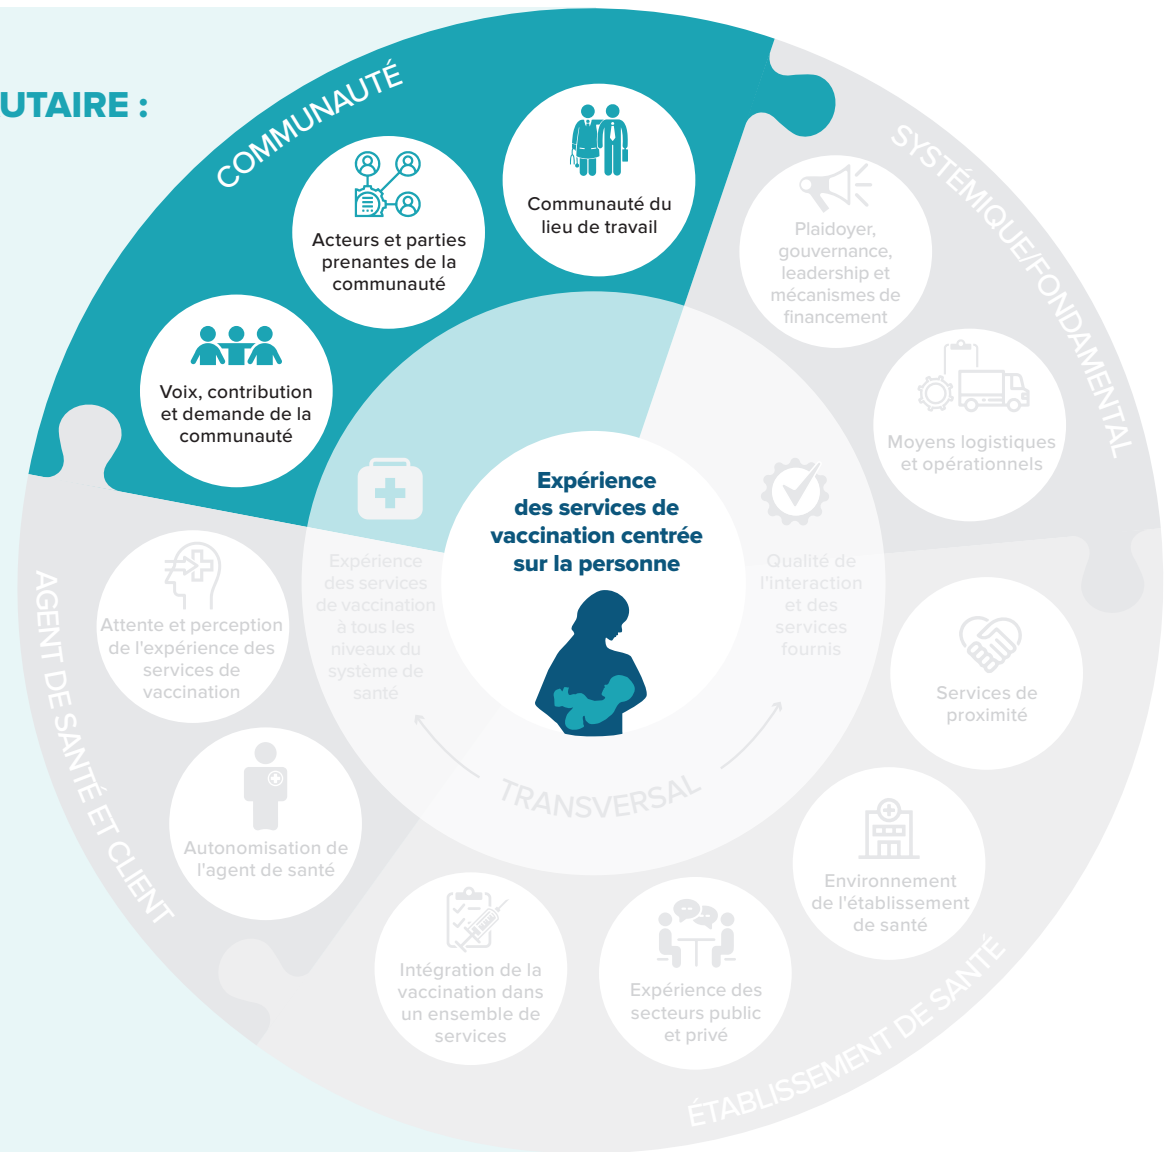 UTAIRE :
COMMUNAUTÉ
Communauté du
lieu de travail
Acteurs et parties
prenantes de la
communauté
Voix, contribution
et demande de la
communauté
SYSTÉMIQUE/FONDAMENTAL
Plaidoyer,
gouvernance,
leadership et
mécanismes de
financement
Moyens logistiques
et opérationnels
Expérience
des services de
vaccination centrée
sur la personne
Expérience
des services
de vaccination
à tous les
niveaux du
système de
santé
Qualité de
l'interaction
et des
services
fournis
TRANSVERSAL
AGENT DE SANTÉ ET CLIENT
Attente et perception
de l'expérience des
services de
vaccination
Autonomisation de
l'agent de santé
Services de
proximité
Environnement
de l'établissement
de santé
Expérience des
secteurs public
et privé
Intégration de la
vaccination dans
un ensemble de
services
ÉTABLISSEMENT DE SANTÉ